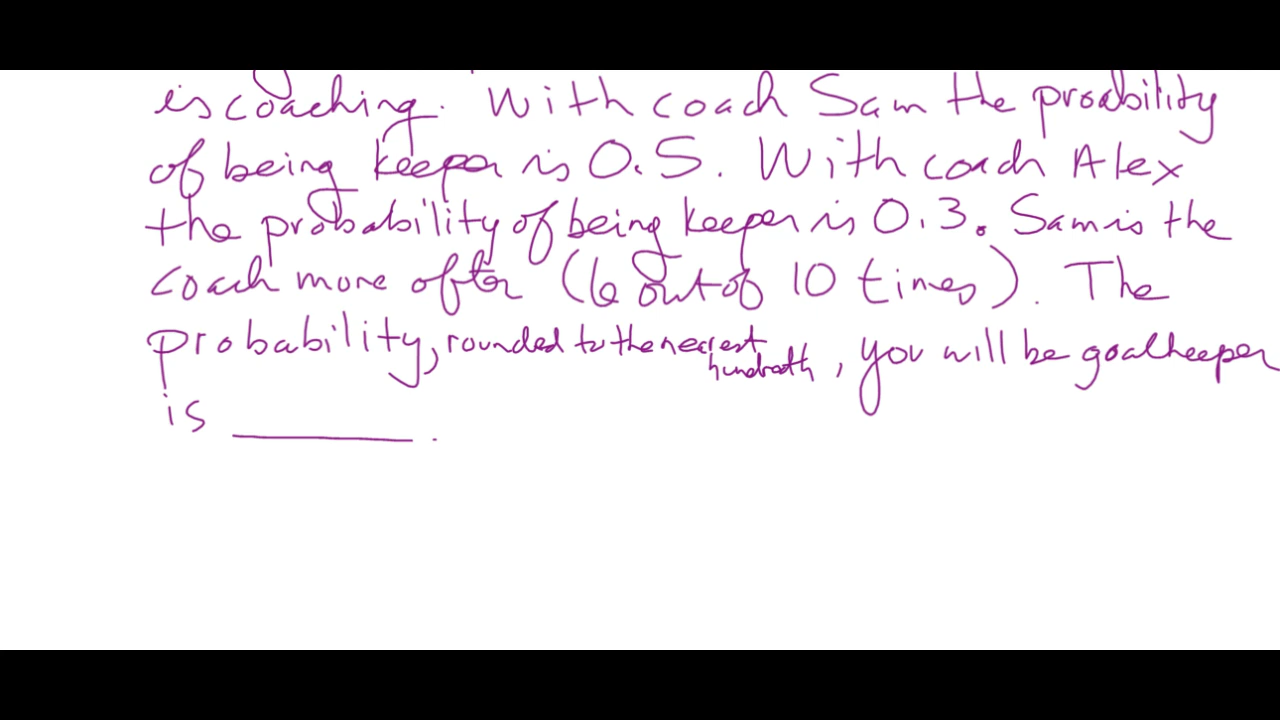 is coaching. With coach Sam the probability
of being keeper is 0.5. With coach Alex
the probability of being keeper is 0.3. Sam is the
coach more often (6 out of 10 times). The
probability, rounded to the nearest hundredth, you will be goalkeeper
is ________.